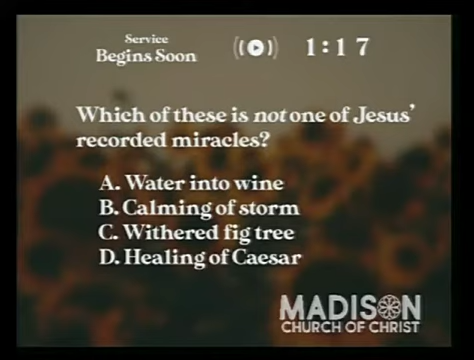 Service
Begins Soon
1:17
Which of these is not one of Jesus'
recorded miracles?
A. Water into wine
B. Calming of storm
C. Withered fig tree
D. Healing of Caesar
MADISON
CHURCH OF CHRIST